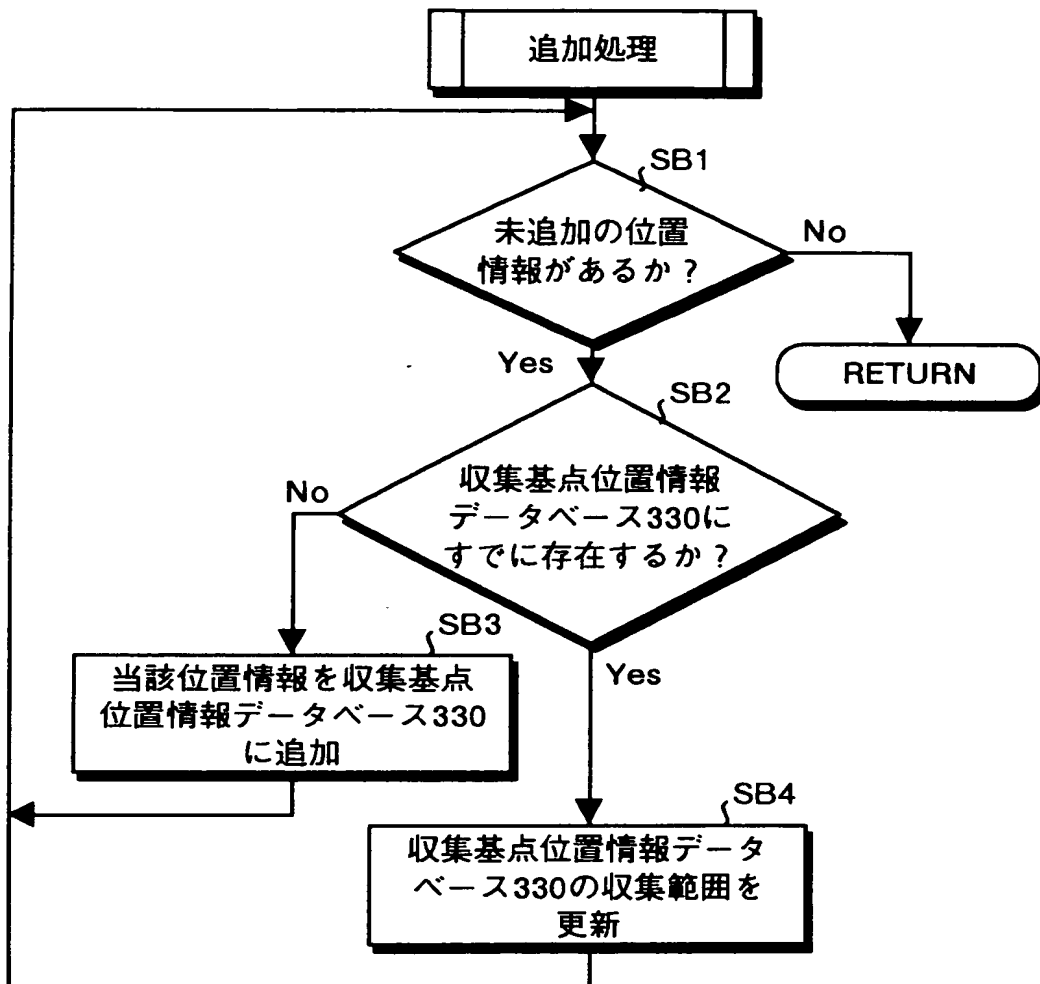 追加処理
SB1
未追加の位置
情報があるか?
No
Yes
RETURN
SB2
収集基点位置情報
データベース330に
すでに存在するか?
No
Yes
SB3
当該位置情報を収集基点
位置情報データベース330
に追加
SB4
収集基点位置情報データ
ベース330の収集範囲を
更新